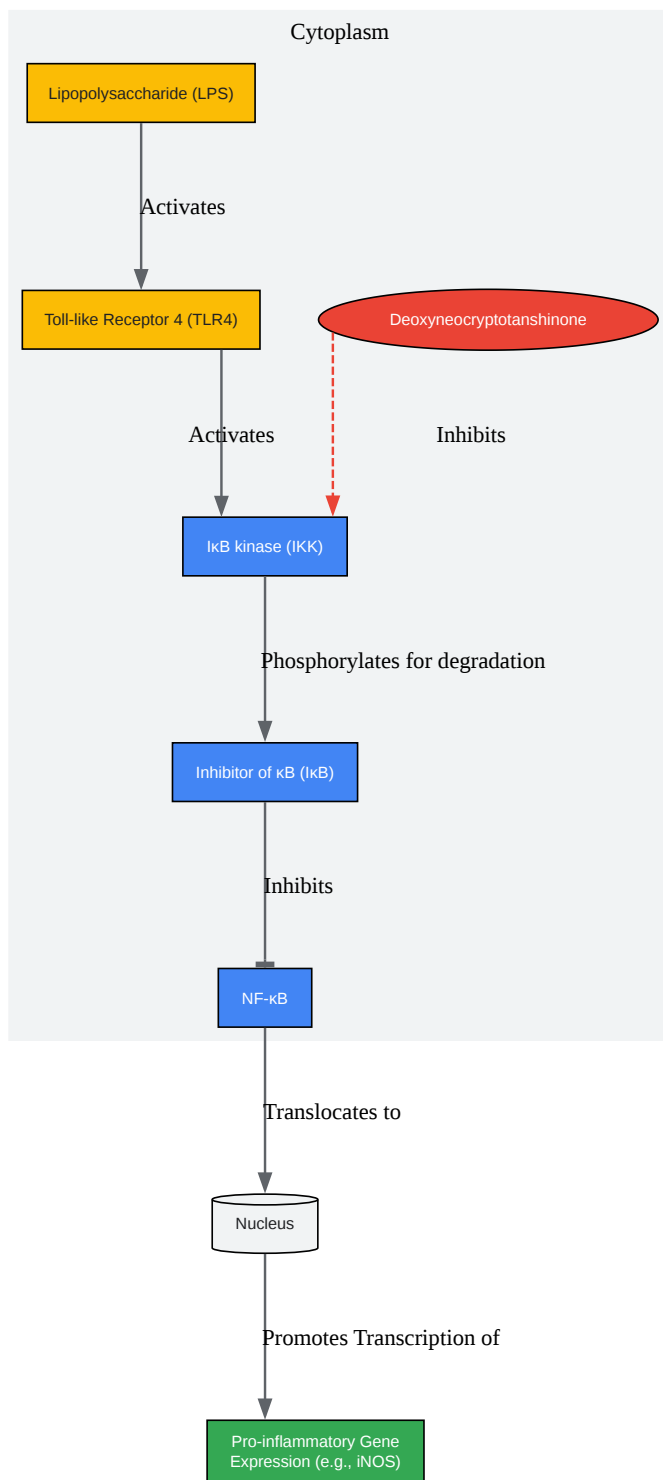 Cytoplasm
Lipopolysaccharide (LPS)
Activates
Toll-like Receptor 4 (TLR4)
Deoxyneocryptotanshinone
Activates
Inhibits
IκB kinase (IKK)
Phosphorylates for degradation
Inhibitor of κB (IκB)
Inhibits
NF-κB
Translocates to
Nucleus
Promotes Transcription of
Pro-inflammatory Gene
Expression (e.g., iNOS)